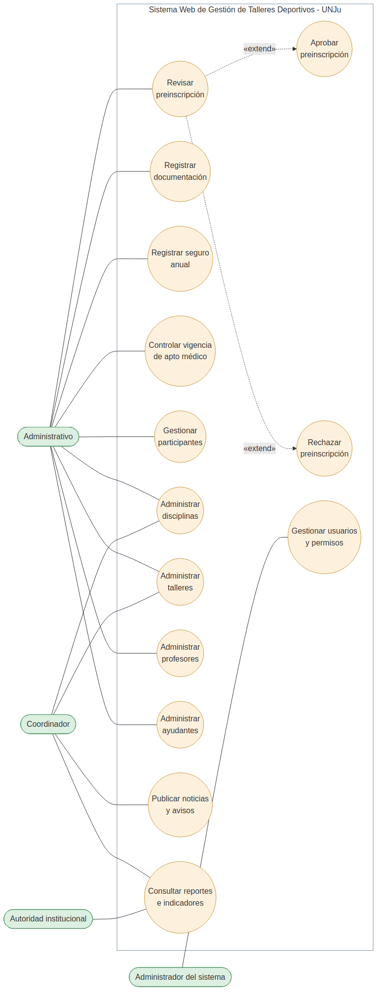 Sistema Web de Gestión de Talleres Deportivos - UNJu
«extend»
Aprobar
preinscripción
Revisar
preinscripción
Registrar
documentación
Registrar seguro
anual
Controlar vigencia
de apto médico
Administrativo
Gestionar
participantes
«extend»
Rechazar
preinscripción
Administrar
disciplinas
Gestionar usuarios
y permisos
Administrar
talleres
Administrar
profesores
Coordinador
Administrar
ayudantes
Publicar noticias
y avisos
Consultar reportes
e indicadores
Autoridad institucional
Administrador del sistema